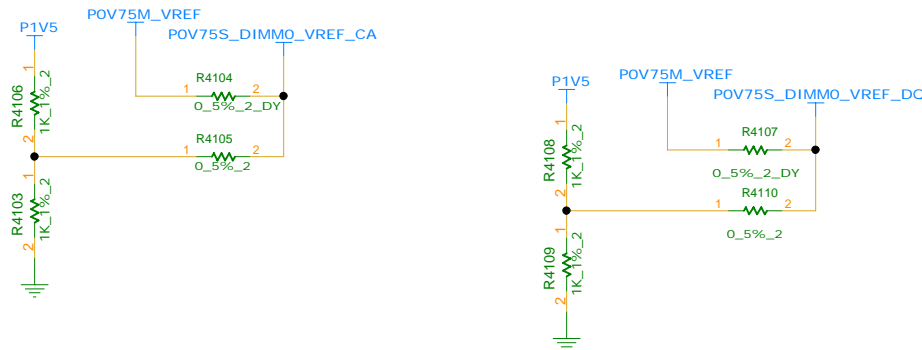 P0V75M_VREF
P1V5
P0V75S_DIMM0_VREF_CA
1
R4106
1K_1%_2
2
R4104
1
2
0_5%_2_DY
R4105
1
2
0_5%_2
1
R4103
1K_1%_2
2
P0V75M_VREF
P1V5
P0V75S_DIMM0_VREF_DQ
1
R4108
1K_1%_2
2
R4107
1
2
0_5%_2_DY
R4110
1
2
0_5%_2
1
R4109
1K_1%_2
2